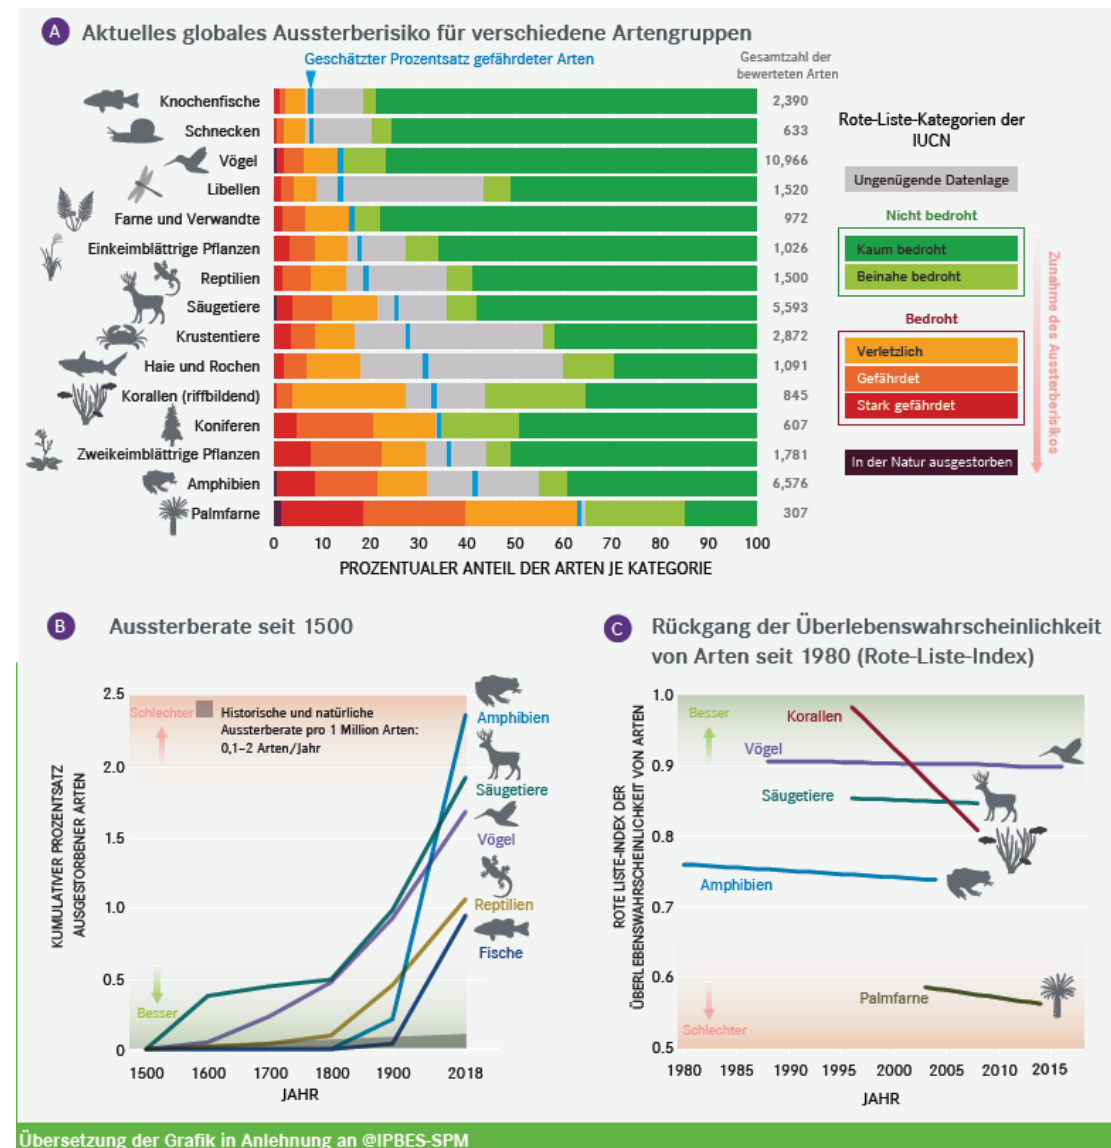 A Aktuelles globales Aussterberisiko für verschiedene Artengruppen
Geschätzter Prozentsatz gefährdeter Arten
Gesamtzahl der
bewerteten Arten
Knochenfische 2,390
Schnecken 633
Vögel 10,966
Libellen 1,520
Farne und Verwandte 972
Einkeimblättrige Pflanzen 1,026
Reptilien 1,500
Säugetiere 5,593
Krustentiere 2,872
Haie und Rochen 1,091
Korallen (riffbildend) 845
Koniferen 607
Zweikeimblättrige Pflanzen 1,781
Amphibien 6,576
Palmfarne 307
0 10 20 30 40 50 60 70 80 90 100
PROZENTUALER ANTEIL DER ARTEN JE KATEGORIE
Rote-Liste-Kategorien der
IUCN
Ungenügende Datenlage
Nicht bedroht
Kaum bedroht
Beinahe bedroht
Bedroht
Verletzlich
Gefährdet
Stark gefährdet
In der Natur ausgestorben
Zunahme des Aussterberisikos
B Aussterberate seit 1500
KUMULATIVER PROZENTSATZ
AUSGESTORBENER ARTEN
2.5
2.0
1.5
1.0
0.5
0
Schlechter
Historische und natürliche
Aussterberate pro 1 Million Arten:
0,1–2 Arten/Jahr
Besser
Amphibien
Säugetiere
Vögel
Reptilien
Fische
1500 1600 1700 1800 1900 2018
JAHR
C Rückgang der Überlebenswahrscheinlichkeit
von Arten seit 1980 (Rote-Liste-Index)
ROTE LISTE-INDEX DER
ÜBERLEBENSWAHRSCHEINLICHKEIT VON ARTEN
1.0
0.9
0.8
0.7
0.6
0.5
Besser
Korallen
Vögel
Säugetiere
Amphibien
Palmfarne
Schlechter
1980 1985 1990 1995 2000 2005 2010 2015
JAHR
Übersetzung der Grafik in Anlehnung an @IPBES-SPM